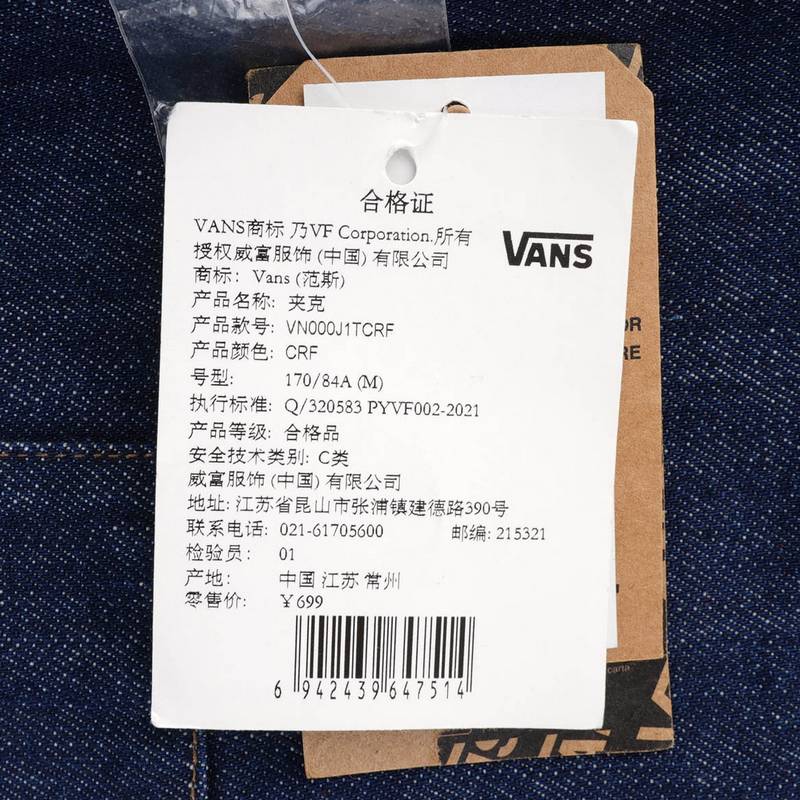 合格证
VANS商标 乃VF Corporation.所有
授权威富服饰 (中国) 有限公司
VANS
商标: Vans (范斯)
产品名称: 夹克
产品款号: VN000J1TCRF
产品颜色: CRF
号型: 170/84A (M)
执行标准: Q/320583 PYVF002-2021
产品等级: 合格品
安全技术类别: C类
威富服饰 (中国) 有限公司
地址: 江苏省昆山市张浦镇建德路390号
联系电话: 021-61705600 邮编: 215321
检验员: 01
产地: 中国 江苏 常州
零售价: ¥699
6 942439 647514
OR
RE
carta